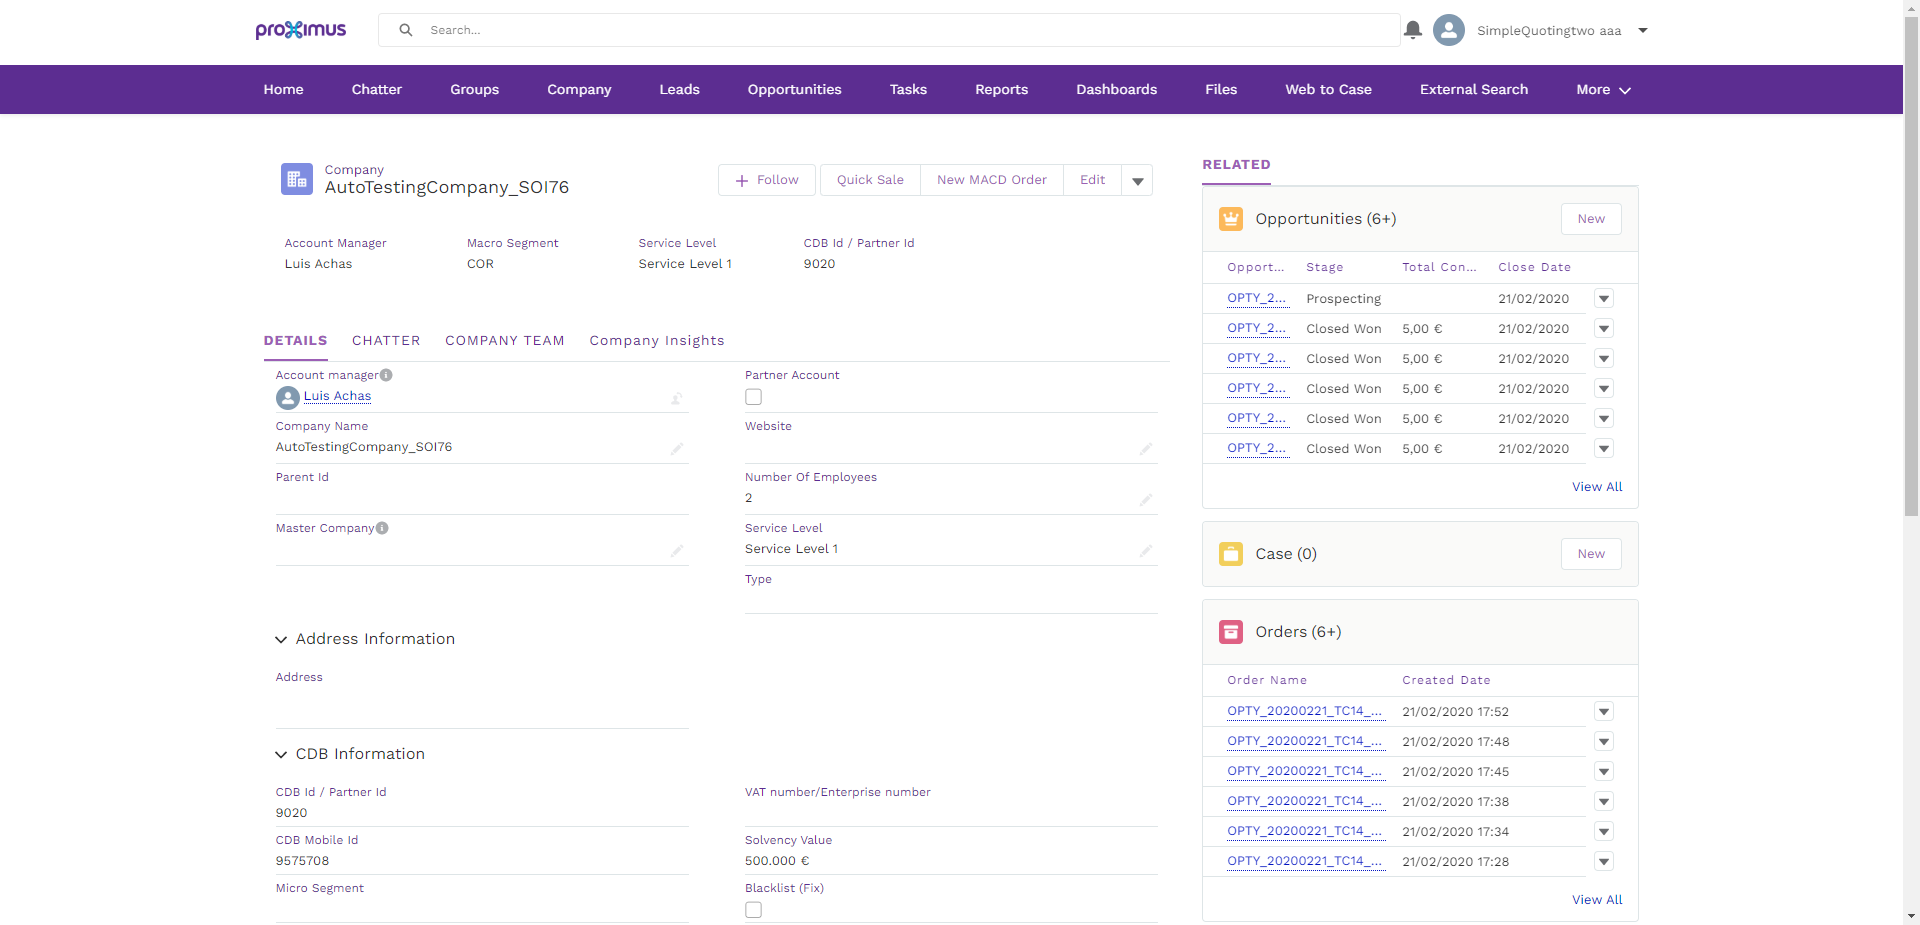 proximus
Search...
SimpleQuotingtwo aaa
Home Chatter Groups Company Leads Opportunities Tasks Reports Dashboards Files Web to Case External Search More
Company
AutoTestingCompany_SOI76
Follow Quick Sale New MACD Order Edit
Account Manager Macro Segment Service Level CDB Id / Partner Id
Luis Achas COR Service Level 1 9020
DETAILS CHATTER COMPANY TEAM Company Insights
Account manager Partner Account
Luis Achas
Company Name Website
AutoTestingCompany_SOI76
Parent Id Number Of Employees
2
Master Company Service Level
Service Level 1
Type
Address Information
Address
CDB Information
CDB Id / Partner Id VAT number/Enterprise number
9020
CDB Mobile Id Solvency Value
9575708 500.000 €
Micro Segment Blacklist (Fix)
RELATED
Opportunities (6+) New
Opport... Stage Total Con... Close Date
OPTY_2... Prospecting 21/02/2020
OPTY_2... Closed Won 5,00 € 21/02/2020
OPTY_2... Closed Won 5,00 € 21/02/2020
OPTY_2... Closed Won 5,00 € 21/02/2020
OPTY_2... Closed Won 5,00 € 21/02/2020
OPTY_2... Closed Won 5,00 € 21/02/2020
View All
Case (0) New
Orders (6+)
Order Name Created Date
OPTY_20200221_TC14_... 21/02/2020 17:52
OPTY_20200221_TC14_... 21/02/2020 17:48
OPTY_20200221_TC14_... 21/02/2020 17:45
OPTY_20200221_TC14_... 21/02/2020 17:38
OPTY_20200221_TC14_... 21/02/2020 17:34
OPTY_20200221_TC14_... 21/02/2020 17:28
View All